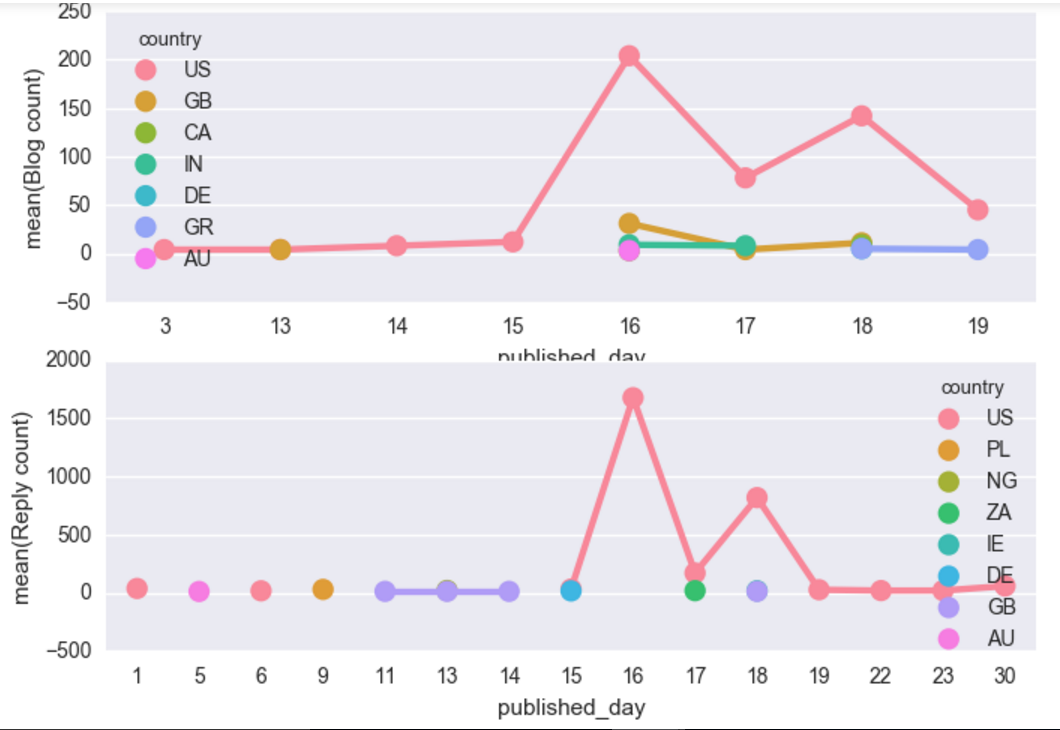 250
200
150
100
50
0
−50
mean(Blog count)
country
US
GB
CA
IN
DE
GR
AU
3 13 14 15 16 17 18 19
published_day
2000
1500
1000
500
0
−500
mean(Reply count)
country
US
PL
NG
ZA
IE
DE
GB
AU
1 5 6 9 11 13 14 15 16 17 18 19 22 23 30
published_day